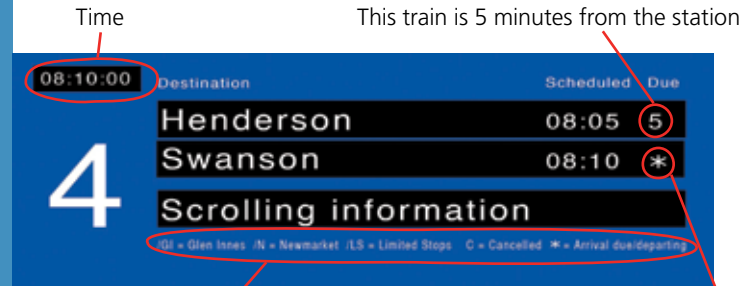 Time
This train is 5 minutes from the station
08:10:00 Destination Scheduled Due
Henderson 08:05 5
4
Swanson 08:10 *
Scrolling information
/GI = Glen Innes /N = Newmarket /LS = Limited Stops C = Cancelled * = Arrival due/departing